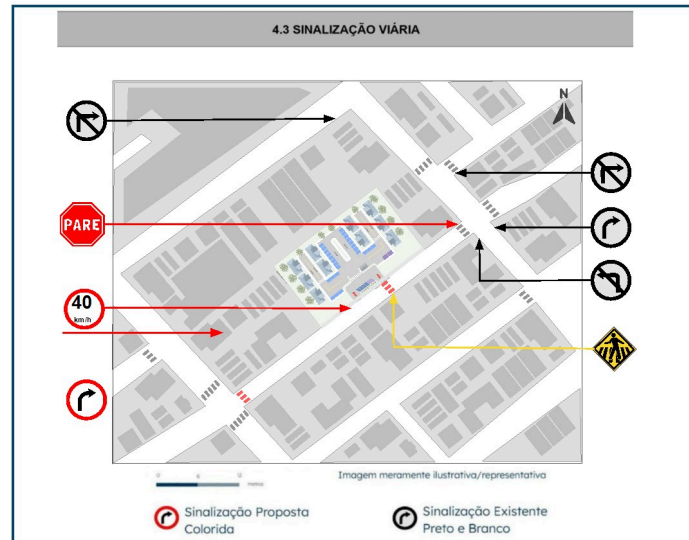 4.3 SINALIZAÇÃO VIÁRIA
N
PARE
40
km/h
metros
Imagem meramente ilustrativa/representativa
Sinalização Proposta
Colorida
Sinalização Existente
Preto e Branco